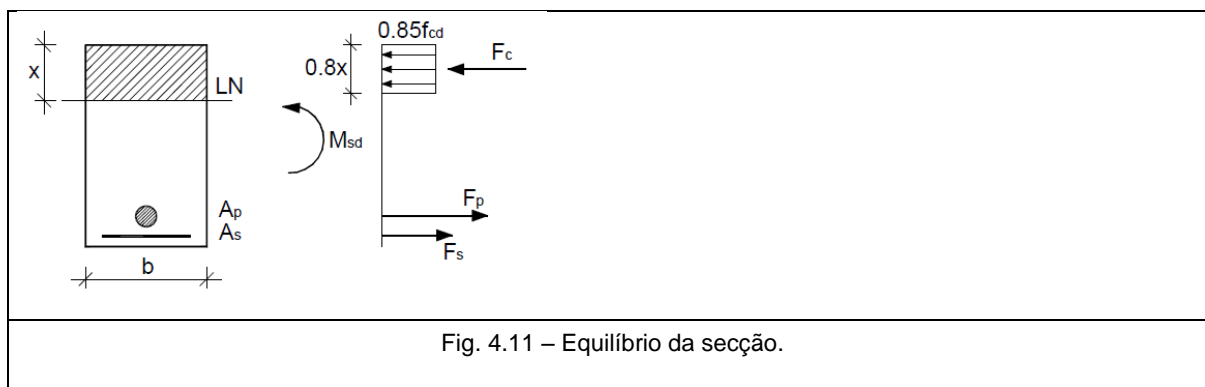 0.85fcd
Fc
x
0.8x
LN
Msd
Fp
Ap
As
Fs
b
Fig. 4.11 – Equilíbrio da secção.